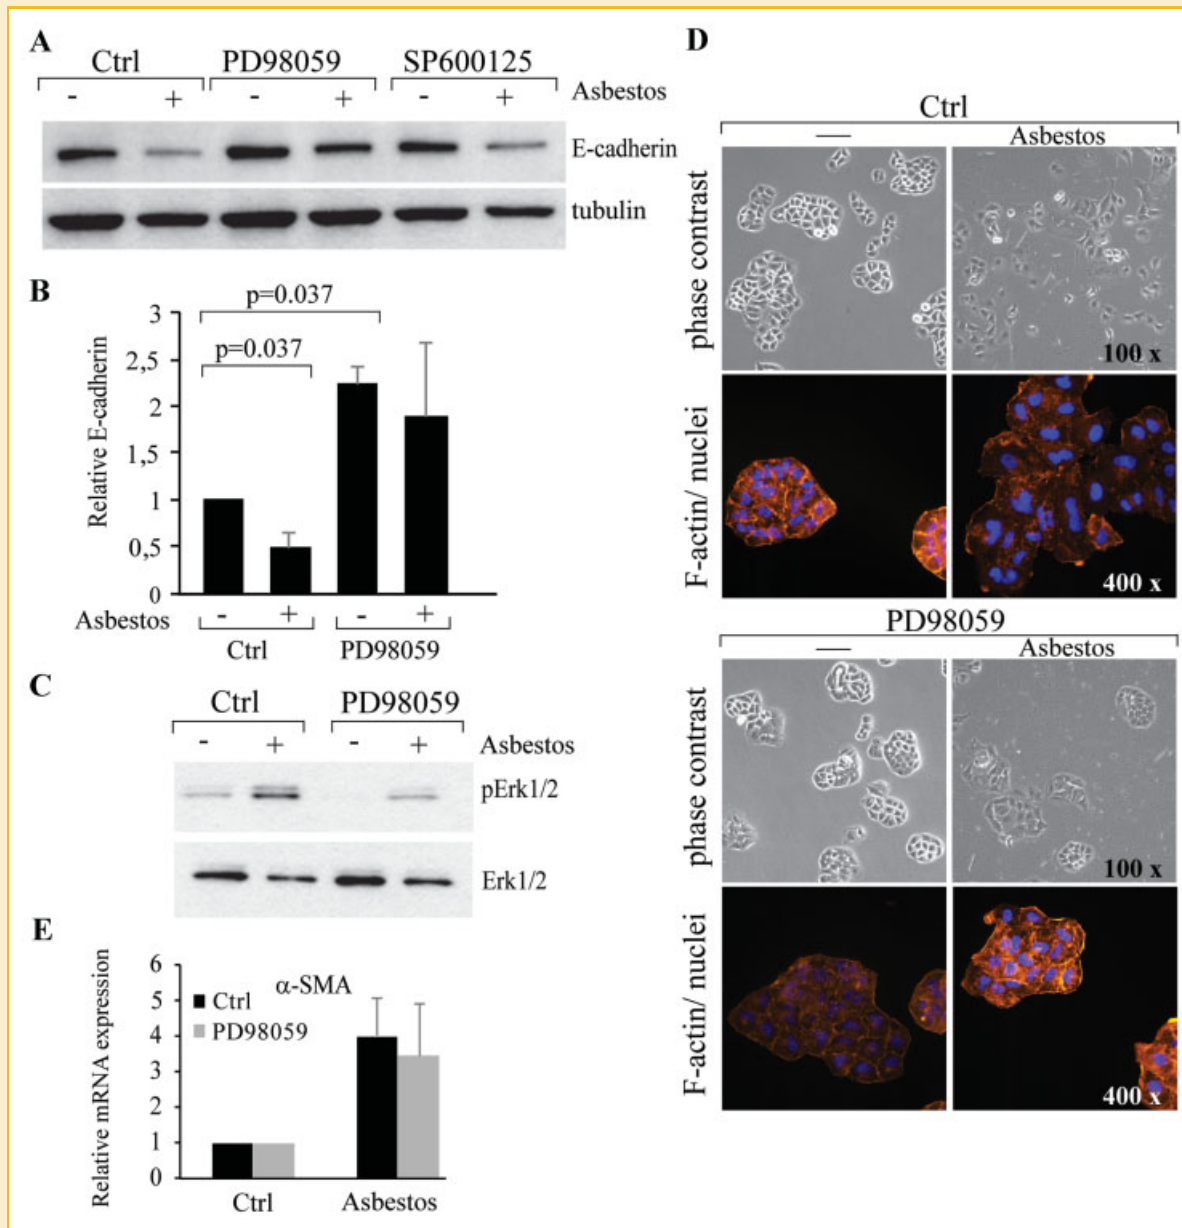 A
Ctrl PD98059 SP600125
- + - + - + Asbestos
E-cadherin
tubulin
B
p=0.037
p=0.037
Relative E-cadherin
3
2,5
2
1,5
1
0,5
0
Asbestos - + - +
Ctrl PD98059
C
Ctrl PD98059
- + - + Asbestos
pErk1/2
Erk1/2
E
Relative mRNA expression
6
5
4
3
2
1
0
α-SMA
Ctrl
PD98059
Ctrl Asbestos
D
Ctrl
— Asbestos
phase contrast
100 x
F-actin/ nuclei
400 x
PD98059
— Asbestos
phase contrast
100 x
F-actin/ nuclei
400 x